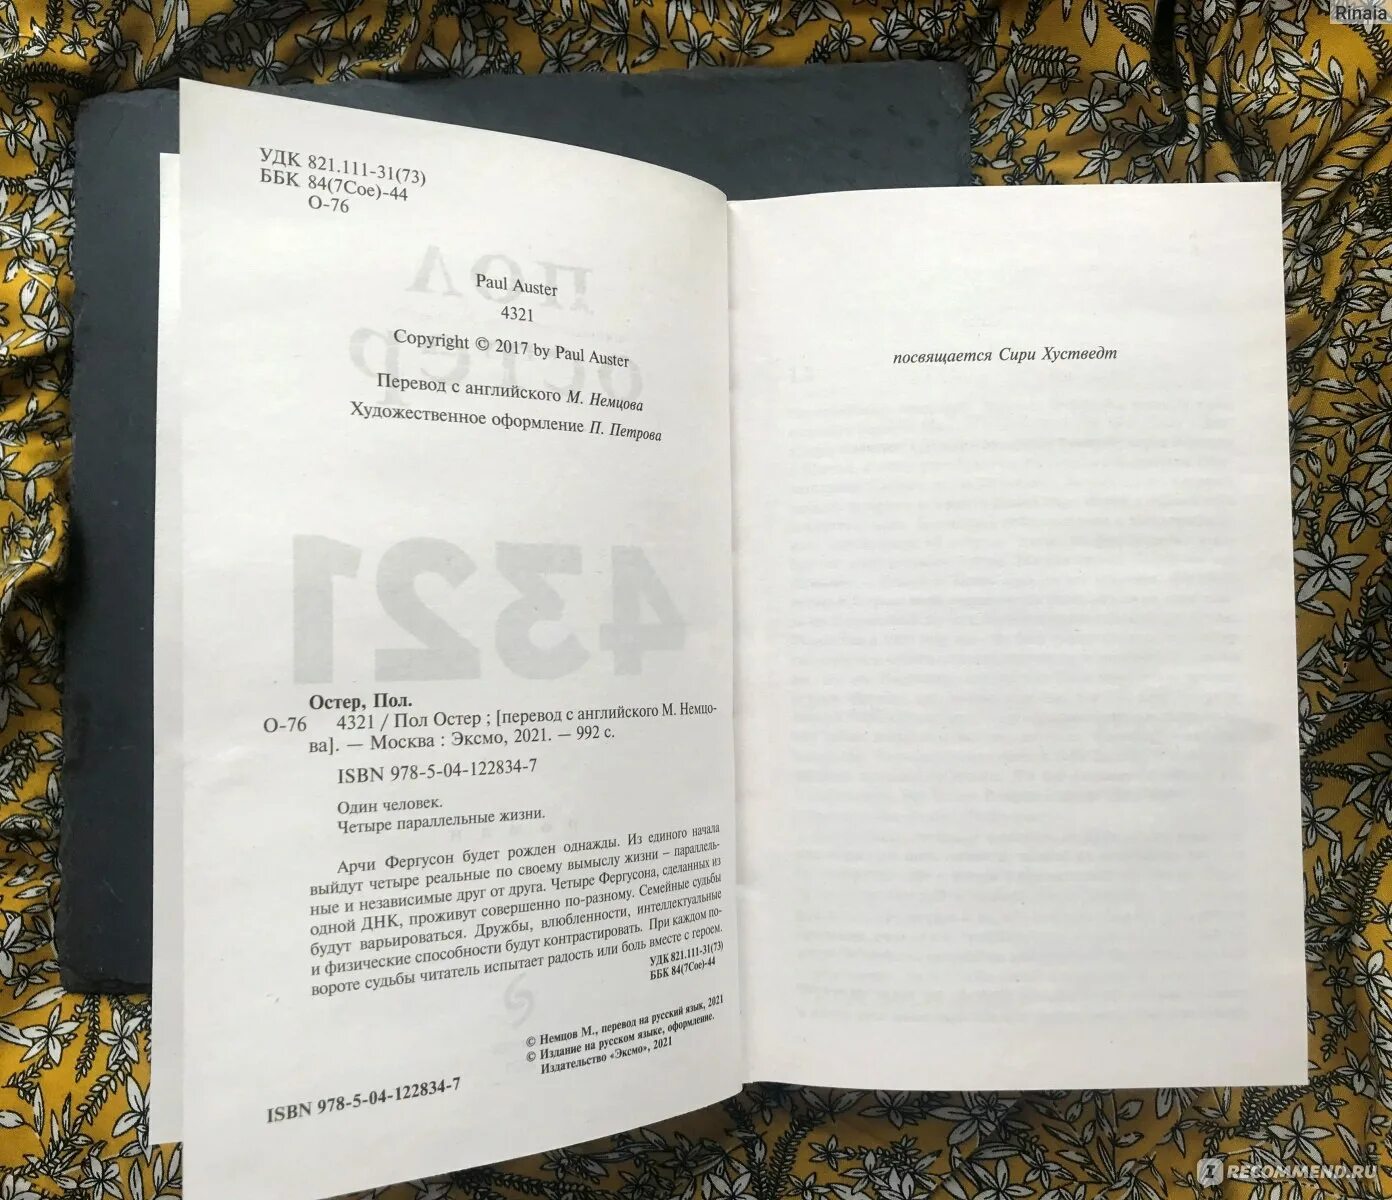 Rinaia
УДК 821.111-31(73)
ББК 84(7Сое)-44
О-76
Paul Auster
4321
Copyright © 2017 by Paul Auster
Перевод с английского М. Немцова
Художественное оформление П. Петрова
Остер, Пол.
О-76 4321 / Пол Остер ; [перевод с английского М. Немцо-
ва]. — Москва : Эксмо, 2021. — 992 с.
ISBN 978-5-04-122834-7
Один человек.
Четыре параллельные жизни.
Арчи Фергусон будет рожден однажды. Из единого начала
выйдут четыре реальные по своему вымыслу жизни – параллель-
ные и независимые друг от друга. Четыре Фергусона, сделанных из
одной ДНК, проживут совершенно по-разному. Семейные судьбы
будут варьироваться. Дружбы, влюбленности, интеллектуальные
и физические способности будут контрастировать. При каждом по-
вороте судьбы читатель испытает радость или боль вместе с героем.
УДК 821.111-31(73)
ББК 84(7Сое)-44
© Немцов М., перевод на русский язык, 2021
© Издание на русском языке, оформление.
Издательство «Эксмо», 2021
ISBN 978-5-04-122834-7
посвящается Сири Хустведт
RECOMMEND.RU